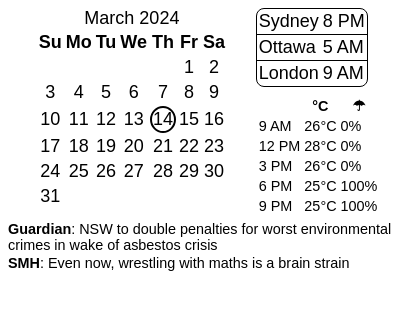 March 2024
Su Mo Tu We Th Fr Sa
1 2
3 4 5 6 7 8 9
10 11 12 13 14 15 16
17 18 19 20 21 22 23
24 25 26 27 28 29 30
31
Sydney 8 PM
Ottawa 5 AM
London 9 AM
°C ☂
9 AM 26°C 0%
12 PM 28°C 0%
3 PM 26°C 0%
6 PM 25°C 100%
9 PM 25°C 100%
Guardian: NSW to double penalties for worst environmental
crimes in wake of asbestos crisis
SMH: Even now, wrestling with maths is a brain strain